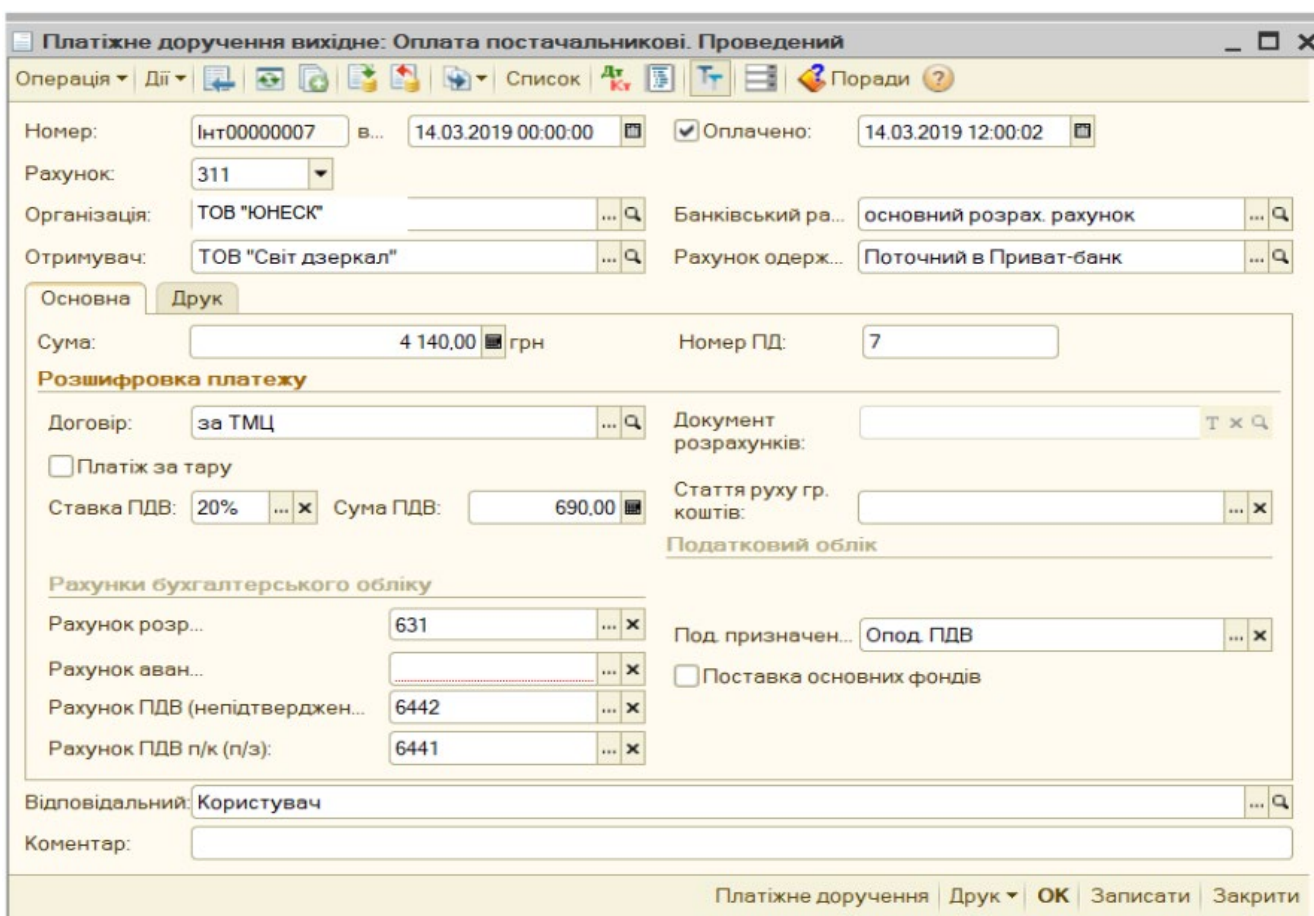 Платіжне доручення вихідне: Оплата постачальникові. Проведений
Операція Дії Список Дт Кт Поради ?
Номер: Інт00000007 в... 14.03.2019 00:00:00 Оплачено: 14.03.2019 12:00:02
Рахунок: 311
Організація: ТОВ "ЮНЕСК" ... Банківський ра... основний розрах. рахунок ...
Отримувач: ТОВ "Світ дзеркал" ... Рахунок одерж... Поточний в Приват-банк ...
Основна Друк
Сума: 4 140,00 грн Номер ПД: 7
Розшифровка платежу
Договір: за ТМЦ ... Документ розрахунків: T ×
Платіж за тару
Ставка ПДВ: 20% ... × Сума ПДВ: 690,00 Стаття руху гр. коштів: ... ×
Податковий облік
Рахунки бухгалтерського обліку
Рахунок розр... 631 ... × Под. призначен... Опод. ПДВ ... ×
Рахунок аван... ... × Поставка основних фондів
Рахунок ПДВ (непідтверджен... 6442 ... ×
Рахунок ПДВ п/к (п/з): 6441 ... ×
Відповідальний: Користувач ...
Коментар:
Платіжне доручення Друк OK Записати Закрити